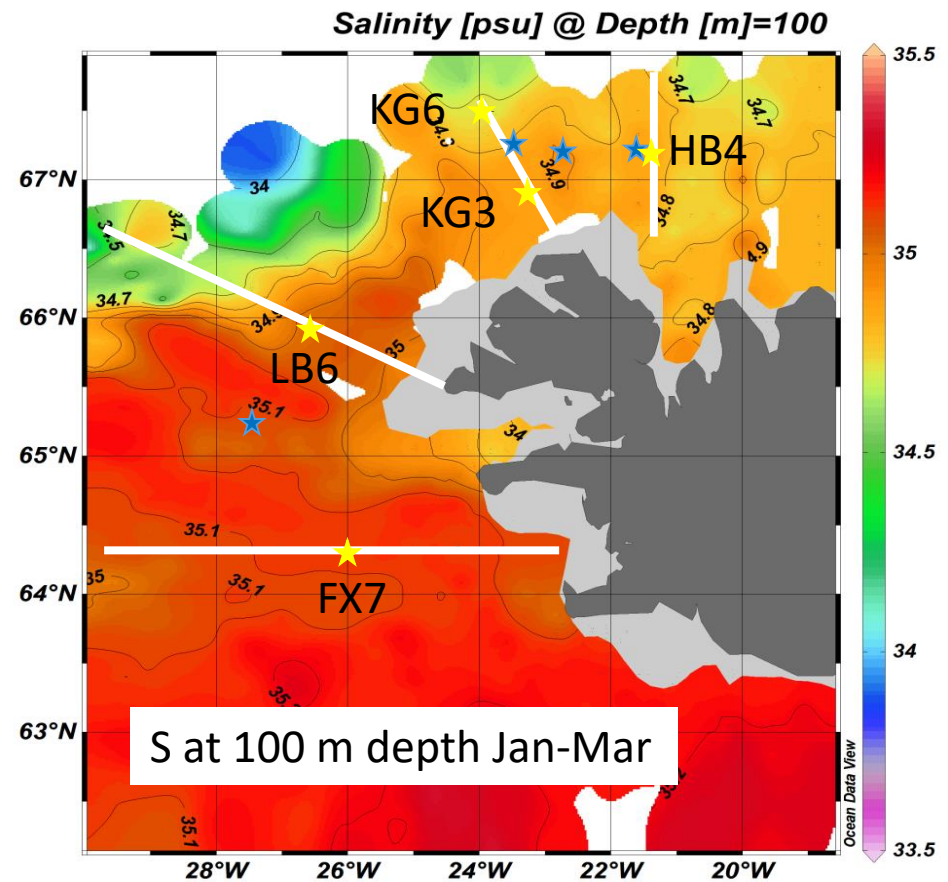 Salinity [psu] @ Depth [m]=100
35.5
34.7
KG6
34.7
HB4
34.9
67°N
34
KG3
35
34.8
34.7
34.5
34.7
66°N
34.8
35
LB6
35.1
34.5
65°N
34
35.1
35
35.1
64°N
FX7
34
63°N
S at 100 m depth Jan-Mar
35.2
35.1
Ocean Data View
33.5
28°W
26°W
24°W
22°W
20°W